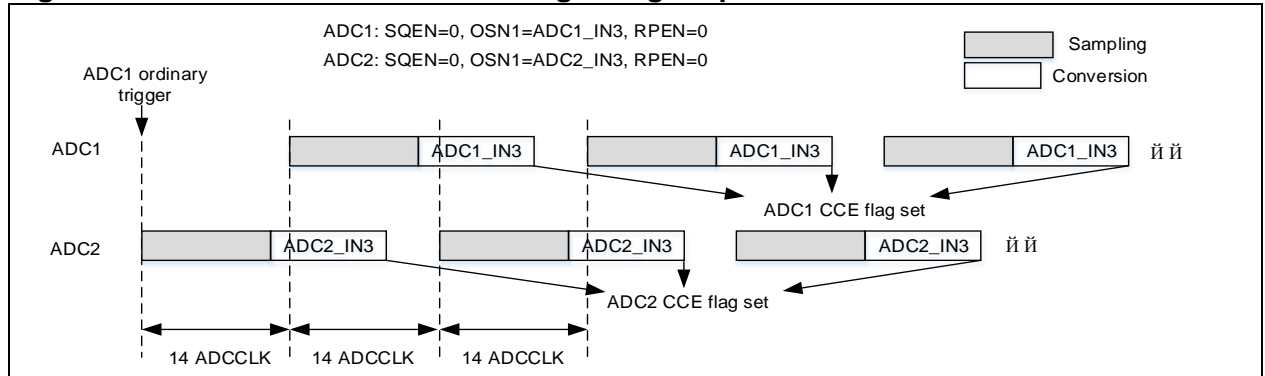 ADC1: SQEN=0, OSN1=ADC1_IN3, RPEN=0
ADC2: SQEN=0, OSN1=ADC2_IN3, RPEN=0
Sampling
Conversion
ADC1 ordinary
trigger
ADC1
ADC1_IN3
ADC1_IN3
ADC1_IN3
Й Й
ADC1 CCE flag set
ADC2
ADC2_IN3
ADC2_IN3
ADC2_IN3
Й Й
ADC2 CCE flag set
14 ADCCLK
14 ADCCLK
14 ADCCLK